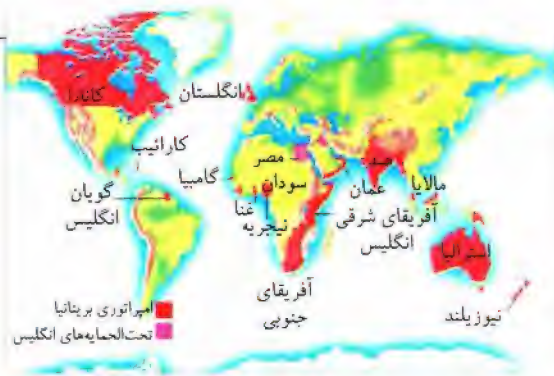 کانادا
انگلستان
کارائیب
مصر
هند
گامبیا
سودان
عمان
مالایا
گویان
انگلیس
غنا
نیجریه
آفریقای شرقی
انگلیس
استرالیا
آفریقای
جنوبی
نیوزیلند
امپراتوری بریتانیا
تحت‌الحمایه‌های انگلیس